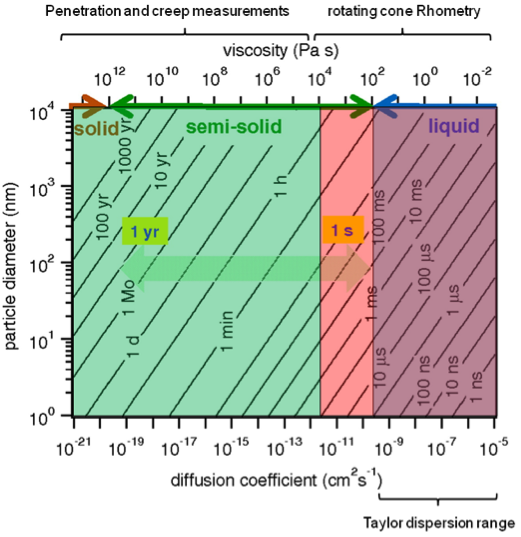 Penetration and creep measurements rotating cone Rhometry
viscosity (Pa s)
10^12 10^10 10^8 10^6 10^4 10^2 10^0 10^-2
solid semi-solid liquid
10^4
10^3
10^2
10^1
10^0
particle diameter (nm)
1000 yr
100 yr
10 yr
1 yr
1 Mo
1 d
1 h
1 min
1 s
100 ms
10 ms
1 ms
100 µs
10 µs
1 µs
100 ns
10 ns
1 ns
10^-21 10^-19 10^-17 10^-15 10^-13 10^-11 10^-9 10^-7 10^-5
diffusion coefficient (cm^2s^-1)
Taylor dispersion range